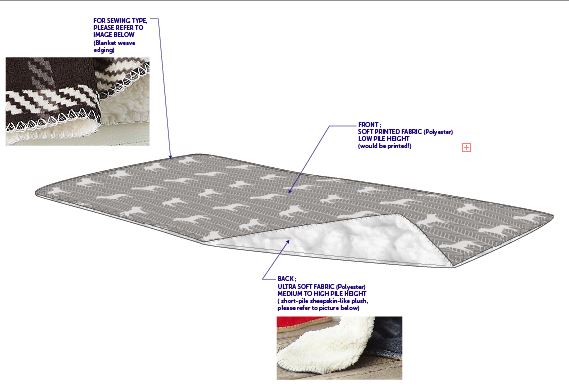 FOR SEWING TYPE,
PLEASE REFER TO
IMAGE BELOW
(Blanket weave
edging)
FRONT :
SOFT PRINTED FABRIC (Polyester)
LOW PILE HEIGHT
(would be printed!)
BACK :
ULTRA SOFT FABRIC (Polyester)
MEDIUM TO HIGH PILE HEIGHT
( short-pile sheepskin-like plush,
please refer to picture below)